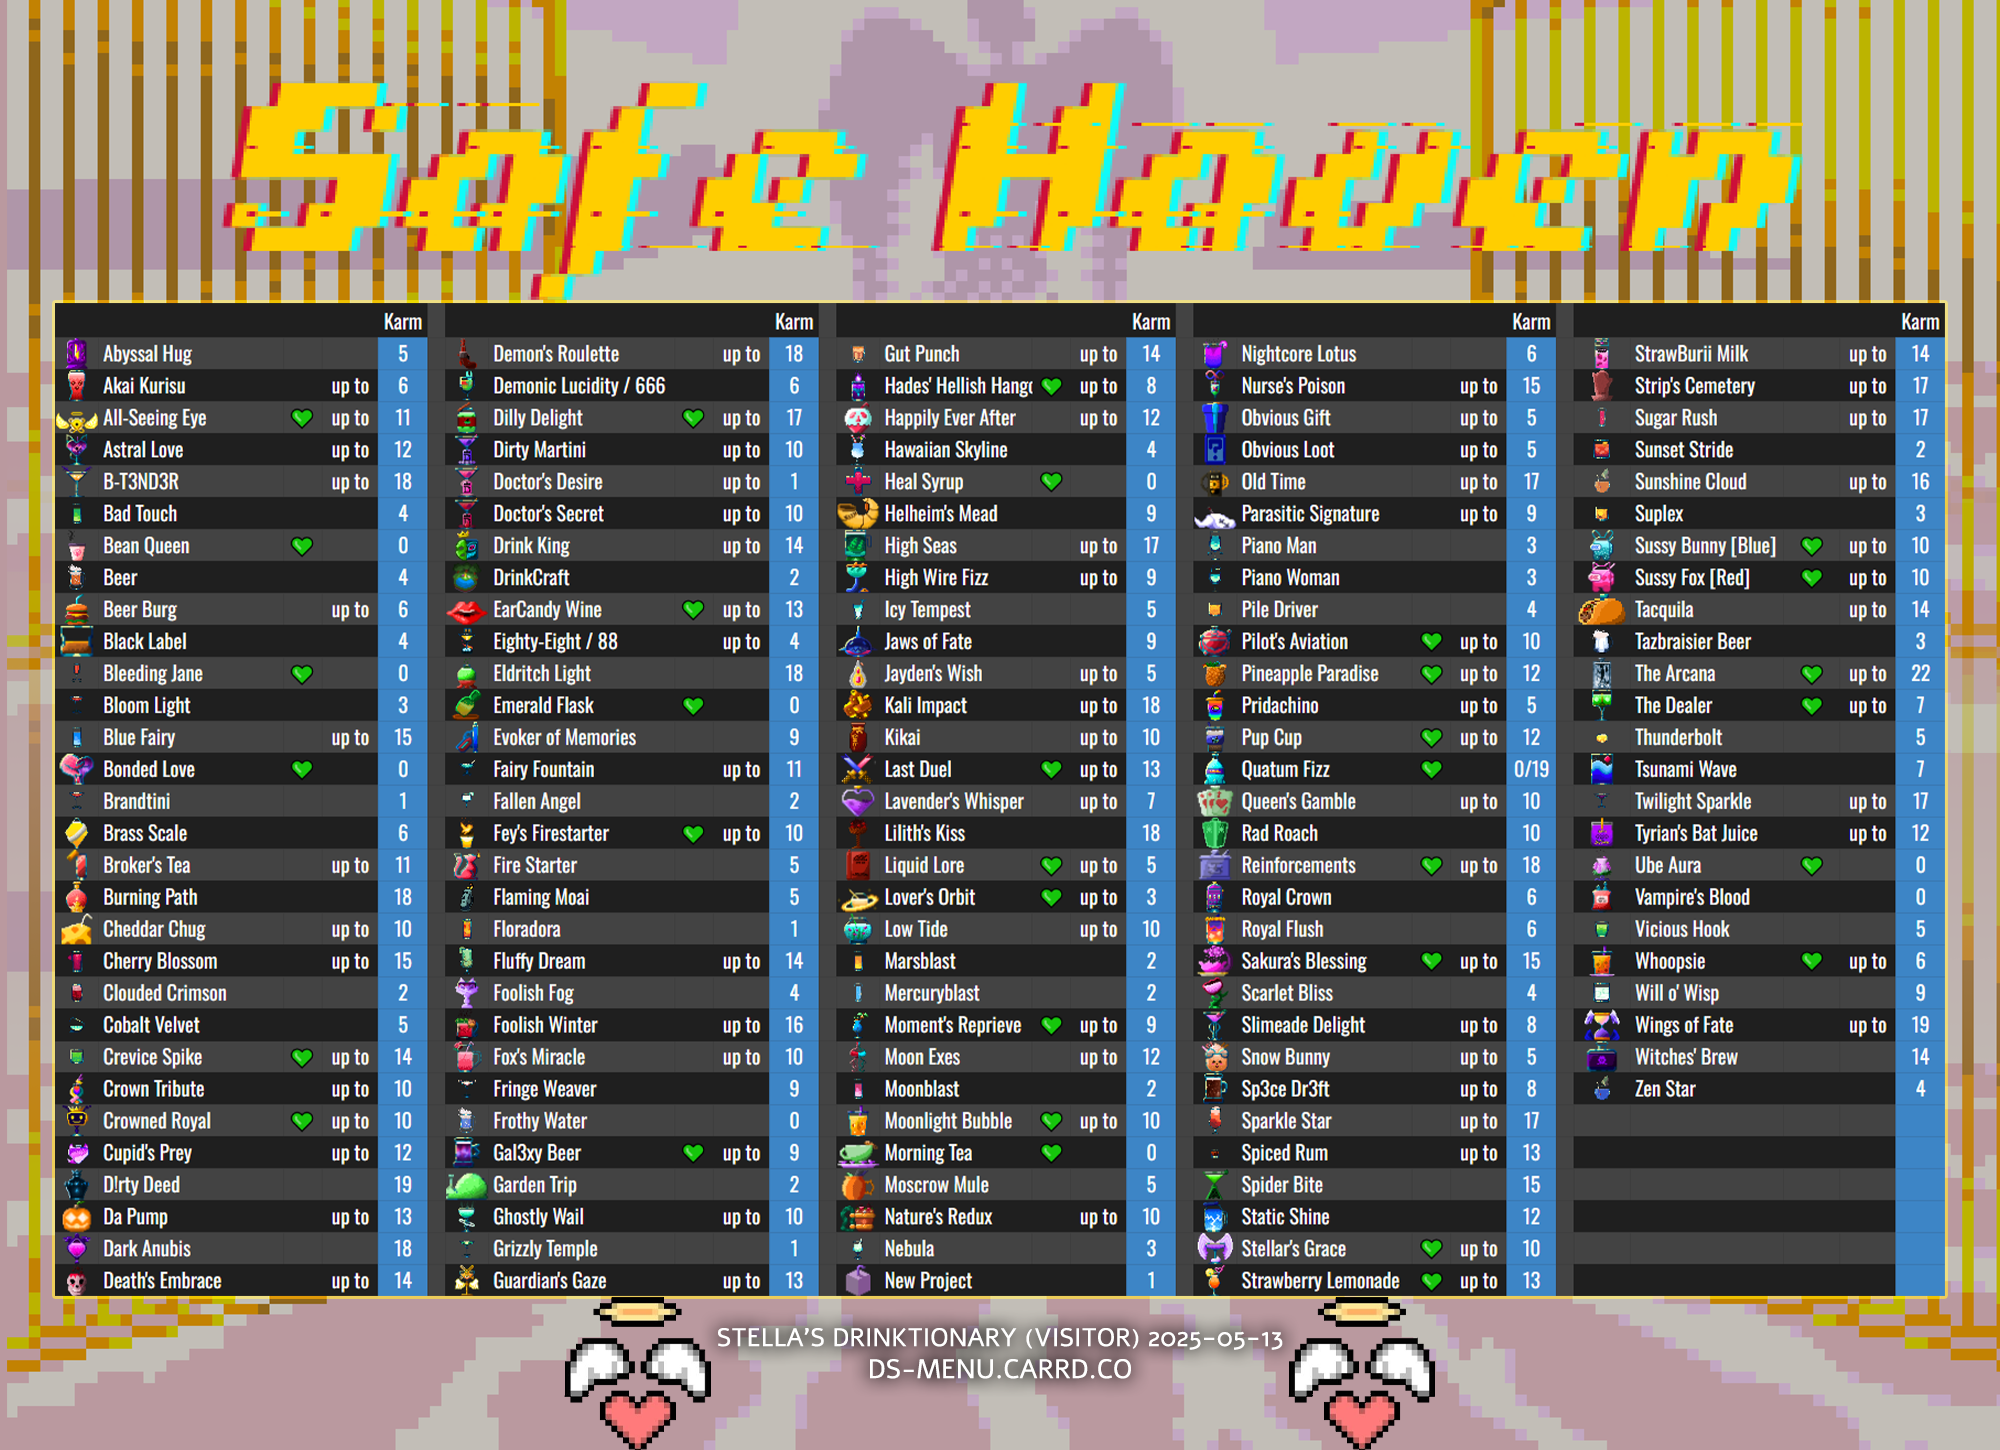 Safe Haven
Karm
Abyssal Hug 5
Akai Kurisu up to 6
All-Seeing Eye up to 11
Astral Love up to 12
B-T3ND3R up to 18
Bad Touch 4
Bean Queen 0
Beer 4
Beer Burg up to 6
Black Label 4
Bleeding Jane 0
Bloom Light 3
Blue Fairy up to 15
Bonded Love 0
Brandtini 1
Brass Scale 6
Broker's Tea up to 11
Burning Path 18
Cheddar Chug up to 10
Cherry Blossom up to 15
Clouded Crimson 2
Cobalt Velvet 5
Crevice Spike up to 14
Crown Tribute up to 10
Crowned Royal up to 10
Cupid's Prey up to 12
D!rty Deed 19
Da Pump up to 13
Dark Anubis 18
Death's Embrace up to 14
Karm
Demon's Roulette up to 18
Demonic Lucidity / 666 6
Dilly Delight up to 17
Dirty Martini up to 10
Doctor's Desire up to 1
Doctor's Secret up to 10
Drink King up to 14
DrinkCraft 2
EarCandy Wine up to 13
Eighty-Eight / 88 up to 4
Eldritch Light 18
Emerald Flask 0
Evoker of Memories 9
Fairy Fountain up to 11
Fallen Angel 2
Fey's Firestarter up to 10
Fire Starter 5
Flaming Moai 5
Floradora 1
Fluffy Dream up to 14
Foolish Fog 4
Foolish Winter up to 16
Fox's Miracle up to 10
Fringe Weaver 9
Frothy Water 0
Gal3xy Beer up to 9
Garden Trip 2
Ghostly Wail up to 10
Grizzly Temple 1
Guardian's Gaze up to 13
Karm
Gut Punch up to 14
Hades' Hellish Hang up to 8
Happily Ever After up to 12
Hawaiian Skyline 4
Heal Syrup 0
Helheim's Mead 9
High Seas up to 17
High Wire Fizz up to 9
Icy Tempest 5
Jaws of Fate 9
Jayden's Wish up to 5
Kali Impact up to 18
Kikai up to 10
Last Duel up to 13
Lavender's Whisper up to 7
Lilith's Kiss 18
Liquid Lore up to 5
Lover's Orbit up to 3
Low Tide up to 10
Marsblast 2
Mercuryblast 2
Moment's Reprieve up to 9
Moon Exes up to 12
Moonblast 2
Moonlight Bubble up to 10
Morning Tea 0
Moscrow Mule 5
Nature's Redux up to 10
Nebula 3
New Project 1
Karm
Nightcore Lotus 6
Nurse's Poison up to 15
Obvious Gift up to 5
Obvious Loot up to 5
Old Time up to 17
Parasitic Signature up to 9
Piano Man 3
Piano Woman 3
Pile Driver 4
Pilot's Aviation up to 10
Pineapple Paradise up to 12
Pridachino up to 5
Pup Cup up to 12
Quatum Fizz 0/19
Queen's Gamble up to 10
Rad Roach 10
Reinforcements up to 18
Royal Crown 6
Royal Flush 6
Sakura's Blessing up to 15
Scarlet Bliss 4
Slimeade Delight up to 8
Snow Bunny up to 5
Sp3ce Dr3ft up to 8
Sparkle Star up to 17
Spiced Rum up to 13
Spider Bite 15
Static Shine 12
Stellar's Grace up to 10
Strawberry Lemonade up to 13
Karm
StrawBurii Milk up to 14
Strip's Cemetery up to 17
Sugar Rush up to 17
Sunset Stride 2
Sunshine Cloud up to 16
Suplex 3
Sussy Bunny [Blue] up to 10
Sussy Fox [Red] up to 10
Tacquila up to 14
Tazbraisier Beer 3
The Arcana up to 22
The Dealer up to 7
Thunderbolt 5
Tsunami Wave 7
Twilight Sparkle up to 17
Tyrian's Bat Juice up to 12
Ube Aura 0
Vampire's Blood 0
Vicious Hook 5
Whoopsie up to 6
Will o' Wisp 9
Wings of Fate up to 19
Witches' Brew 14
Zen Star 4
STELLA'S DRINKTIONARY (VISITOR) 2025-05-13
DS-MENU.CARRD.CO